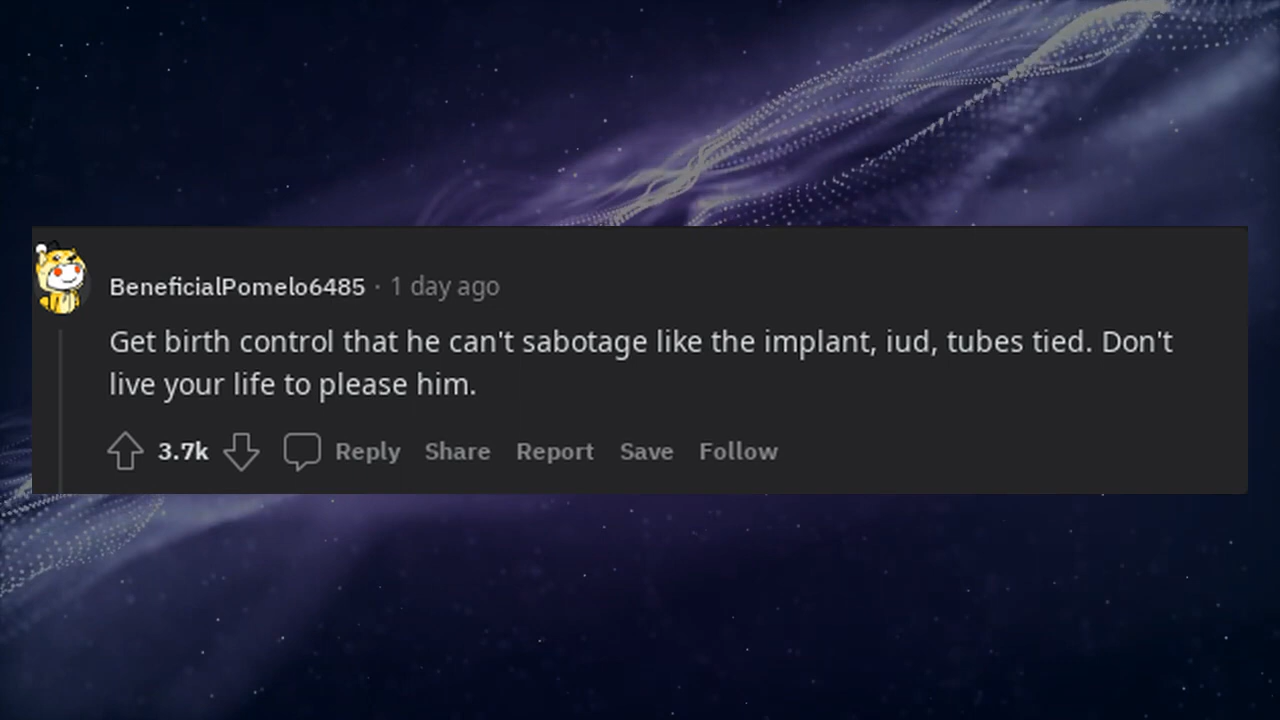 BeneficialPomelo6485 · 1 day ago
Get birth control that he can't sabotage like the implant, iud, tubes tied. Don't
live your life to please him.
3.7k Reply Share Report Save Follow